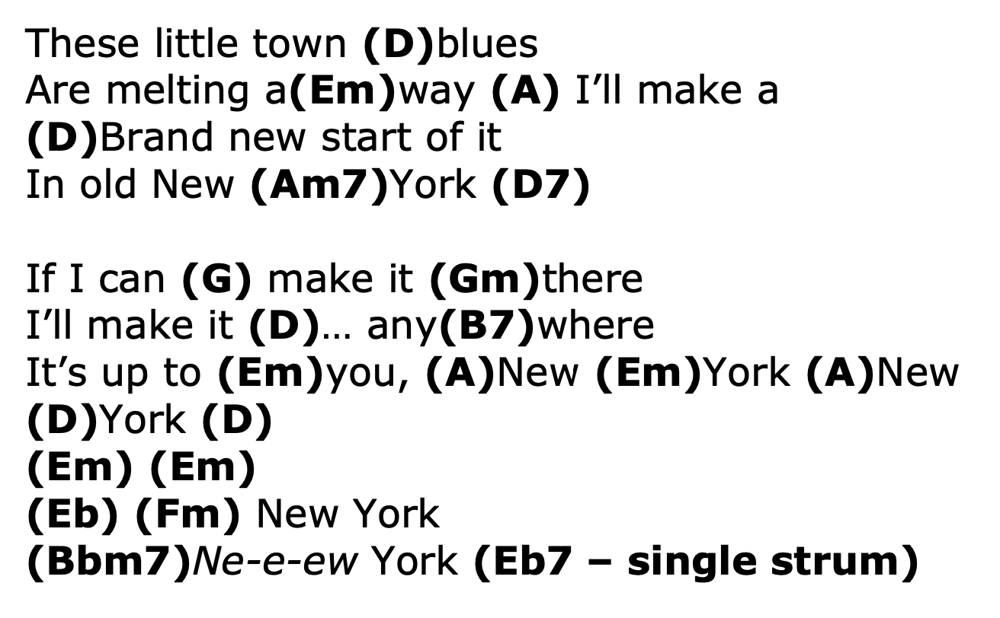 These little town (D)blues
Are melting a(Em)way (A) I’ll make a
(D)Brand new start of it
In old New (Am7)York (D7)
If I can (G) make it (Gm)there
I’ll make it (D)… any(B7)where
It’s up to (Em)you, (A)New (Em)York (A)New
(D)York (D)
(Em) (Em)
(Eb) (Fm) New York
(Bbm7)Ne-e-ew York (Eb7 – single strum)